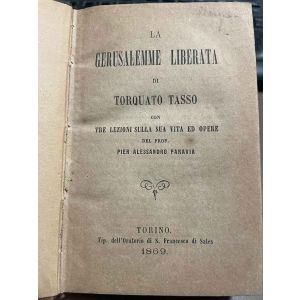 LA
GERUSALEMME LIBERATA
DI
TORQUATO TASSO
CON
TRE LEZIONI SULLA SUA VITA ED OPERE
DEL PROF.
PIER ALESSANDRO PARAVIA
TORINO.
Tip. dell'Oratorio di S. Francesco di Sales
1869.